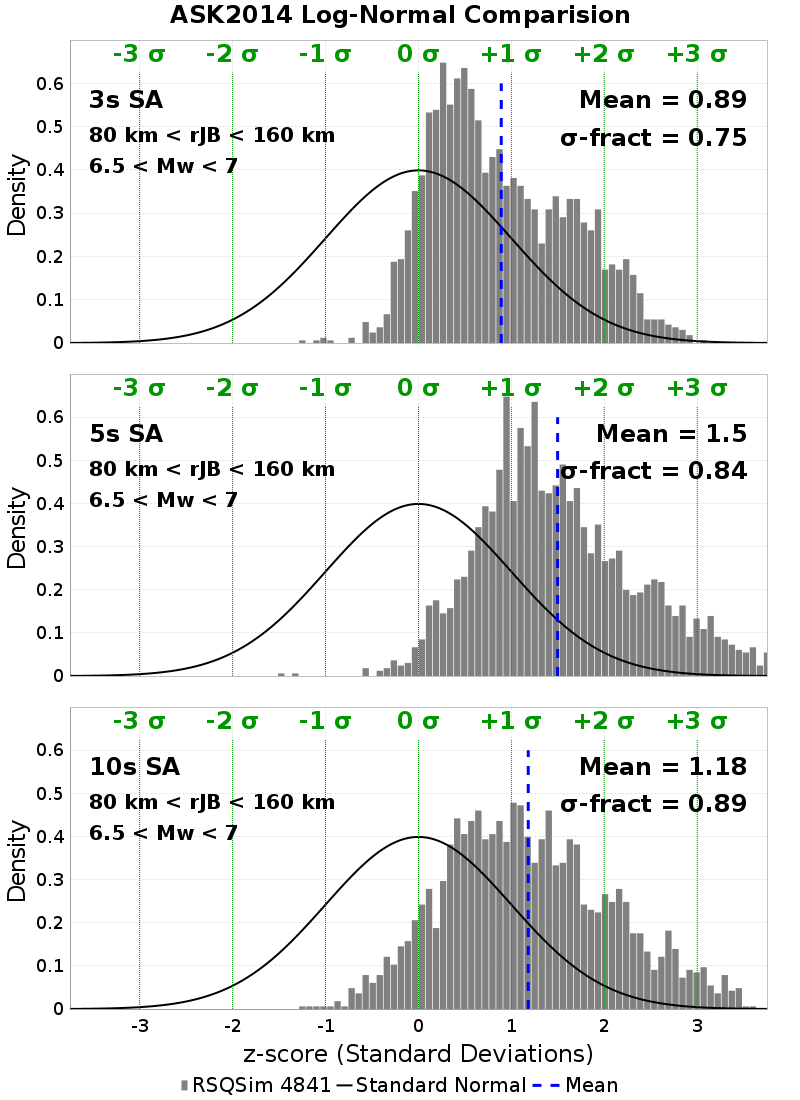 ASK2014 Log-Normal Comparision
-3 σ -2 σ -1 σ 0 σ +1 σ +2 σ +3 σ
3s SA
80 km < rJB < 160 km
6.5 < Mw < 7
Mean = 0.89
σ-fract = 0.75
Density
0.6
0.5
0.4
0.3
0.2
0.1
0
-3 σ -2 σ -1 σ 0 σ +1 σ +2 σ +3 σ
5s SA
80 km < rJB < 160 km
6.5 < Mw < 7
Mean = 1.5
σ-fract = 0.84
Density
0.6
0.5
0.4
0.3
0.2
0.1
0
-3 σ -2 σ -1 σ 0 σ +1 σ +2 σ +3 σ
10s SA
80 km < rJB < 160 km
6.5 < Mw < 7
Mean = 1.18
σ-fract = 0.89
Density
0.6
0.5
0.4
0.3
0.2
0.1
0
-3 -2 -1 0 1 2 3
z-score (Standard Deviations)
RSQSim 4841 Standard Normal Mean